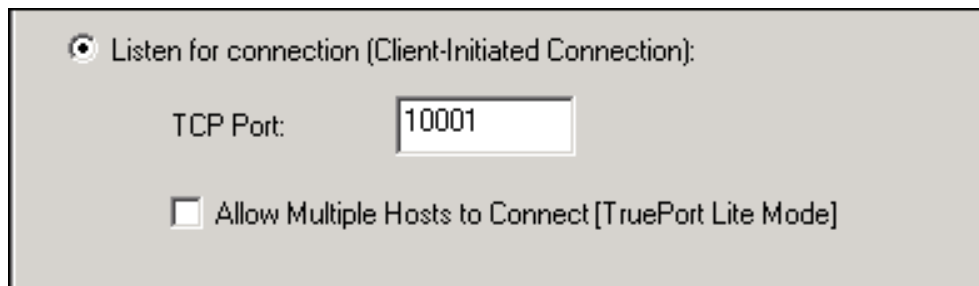 Listen for connection (Client-Initiated Connection):
TCP Port: 10001
Allow Multiple Hosts to Connect [TruePort Lite Mode]